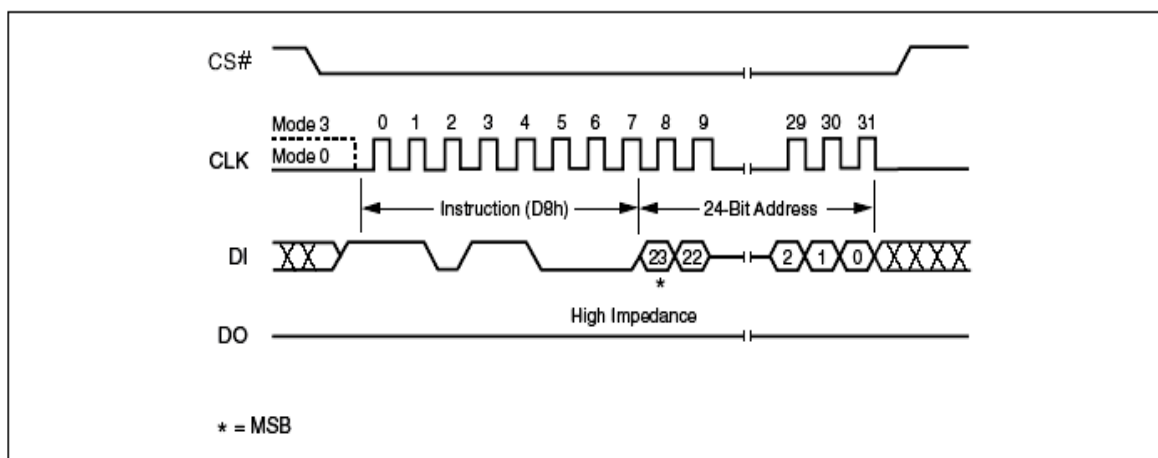 CS#
Mode 3 0 1 2 3 4 5 6 7 8 9 29 30 31
CLK Mode 0
Instruction (D8h) 24-Bit Address
DI 23 22 2 1 0
*
High Impedance
DO
* = MSB